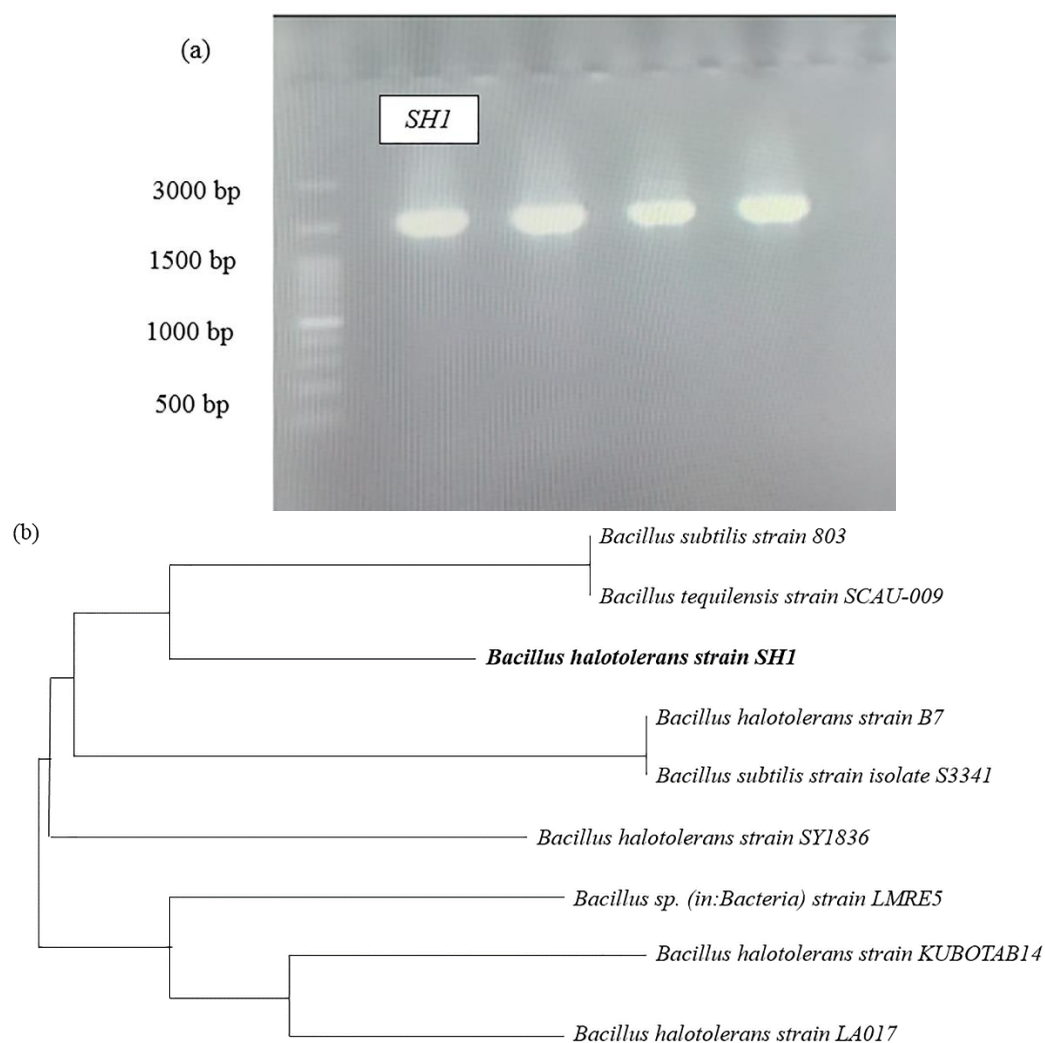 (a)
SH1
3000 bp
1500 bp
1000 bp
500 bp
(b)
Bacillus subtilis strain 803
Bacillus tequilensis strain SCAU-009
Bacillus halotolerans strain SH1
Bacillus halotolerans strain B7
Bacillus subtilis strain isolate S3341
Bacillus halotolerans strain SY1836
Bacillus sp. (in:Bacteria) strain LMRE5
Bacillus halotolerans strain KUBOTAB14
Bacillus halotolerans strain LA017